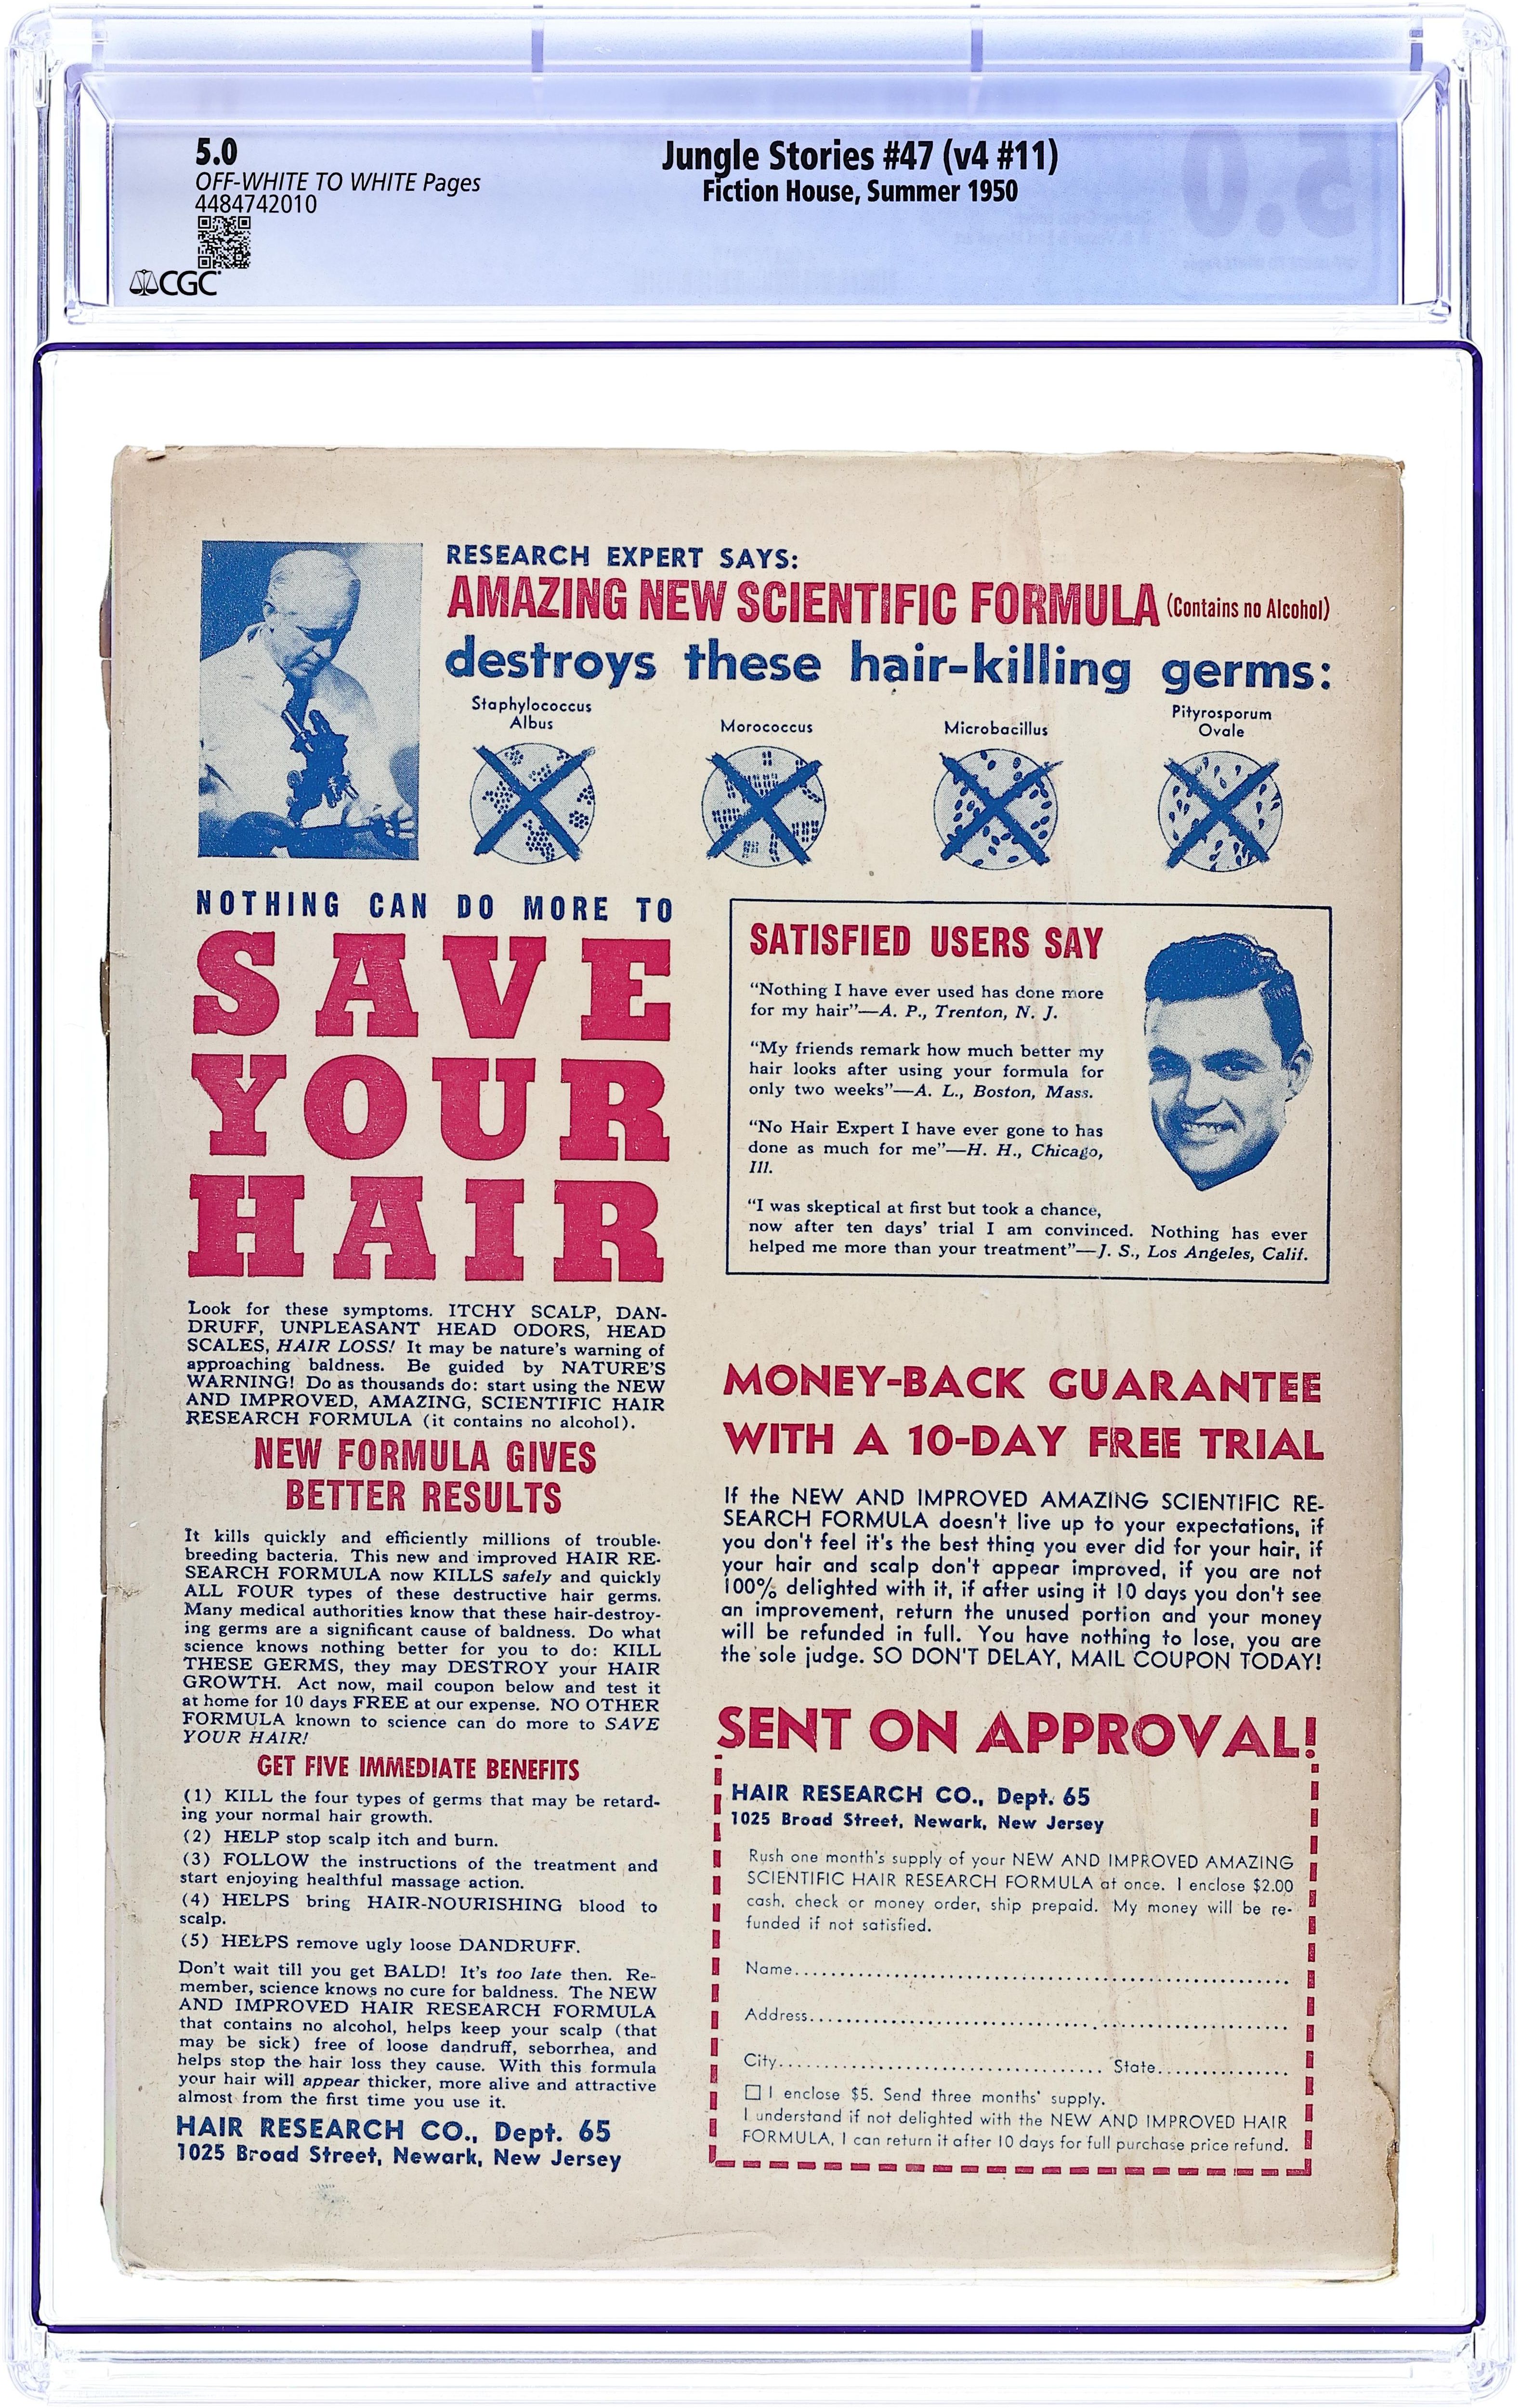 5.0
OFF-WHITE TO WHITE Pages
4484742010
CGC
Jungle Stories #47 (v4 #11)
Fiction House, Summer 1950
5.0
RESEARCH EXPERT SAYS:
AMAZING NEW SCIENTIFIC FORMULA (Contains no Alcohol)
destroys these hair-killing germs:
Staphylococcus
Albus
Morococcus
Microbacillus
Pityrosporum
Ovale
NOTHING CAN DO MORE TO
SAVE
YOUR
HAIR
Look for these symptoms. ITCHY SCALP, DAN-
DRUFF, UNPLEASANT HEAD ODORS, HEAD
SCALES, HAIR LOSS! It may be nature's warning of
approaching baldness. Be guided by NATURE'S
WARNING! Do as thousands do: start using the NEW
AND IMPROVED, AMAZING, SCIENTIFIC HAIR
RESEARCH FORMULA (it contains no alcohol).
NEW FORMULA GIVES
BETTER RESULTS
It kills quickly and efficiently millions of trouble-
breeding bacteria. This new and improved HAIR RE-
SEARCH FORMULA now KILLS safely and quickly
ALL FOUR types of these destructive hair germs.
Many medical authorities know that these hair-destroy-
ing germs are a significant cause of baldness. Do what
science knows nothing better for you to do: KILL
THESE GERMS, they may DESTROY your HAIR
GROWTH. Act now, mail coupon below and test it
at home for 10 days FREE at our expense. NO OTHER
FORMULA known to science can do more to SAVE
YOUR HAIR!
GET FIVE IMMEDIATE BENEFITS
(1) KILL the four types of germs that may be retard-
ing your normal hair growth.
(2) HELP stop scalp itch and burn.
(3) FOLLOW the instructions of the treatment and
start enjoying healthful massage action.
(4) HELPS bring HAIR-NOURISHING blood to
scalp.
(5) HELPS remove ugly loose DANDRUFF.
Don't wait till you get BALD! It's too late then. Re-
member, science knows no cure for baldness. The NEW
AND IMPROVED HAIR RESEARCH FORMULA
that contains no alcohol, helps keep your scalp (that
may be sick) free of loose dandruff, seborrhea, and
helps stop the hair loss they cause. With this formula
your hair will appear thicker, more alive and attractive
almost from the first time you use it.
HAIR RESEARCH CO., Dept. 65
1025 Broad Street, Newark, New Jersey
SATISFIED USERS SAY
"Nothing I have ever used has done more
for my hair"—A. P., Trenton, N. J.
"My friends remark how much better my
hair looks after using your formula for
only two weeks"—A. L., Boston, Mass.
"No Hair Expert I have ever gone to has
done as much for me"—H. H., Chicago,
Ill.
"I was skeptical at first but took a chance,
now after ten days' trial I am convinced. Nothing has ever
helped me more than your treatment"—J. S., Los Angeles, Calif.
MONEY-BACK GUARANTEE
WITH A 10-DAY FREE TRIAL
If the NEW AND IMPROVED AMAZING SCIENTIFIC RE-
SEARCH FORMULA doesn't live up to your expectations, if
you don't feel it's the best thing you ever did for your hair, if
your hair and scalp don't appear improved, if you are not
100% delighted with it, if after using it 10 days you don't see
an improvement, return the unused portion and your money
will be refunded in full. You have nothing to lose, you are
the sole judge. SO DON'T DELAY, MAIL COUPON TODAY!
SENT ON APPROVAL!
HAIR RESEARCH CO., Dept. 65
1025 Broad Street, Newark, New Jersey
Rush one month's supply of your NEW AND IMPROVED AMAZING
SCIENTIFIC HAIR RESEARCH FORMULA at once. I enclose $2.00
cash, check or money order, ship prepaid. My money will be re-
funded if not satisfied.
Name
Address
City State
I enclose $5. Send three months' supply.
I understand if not delighted with the NEW AND IMPROVED HAIR
FORMULA, I can return it after 10 days for full purchase price refund.